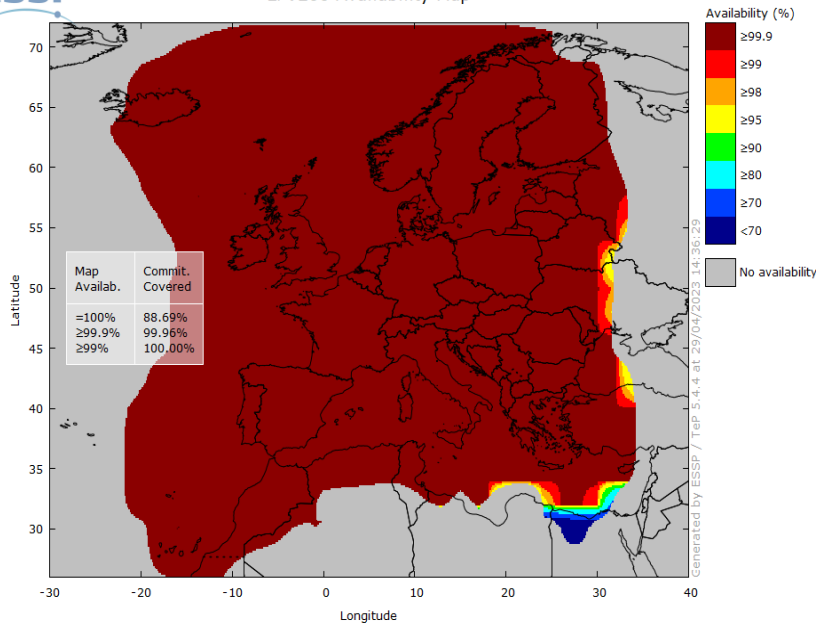 Availability (%)
≥99.9
≥99
≥98
≥95
≥90
≥80
≥70
<70
No availability
70
65
60
55
50
45
40
35
30
Latitude
Map Availab.
Commit. Covered
=100% 88.69%
≥99.9% 99.96%
≥99% 100.00%
-30 -20 -10 0 10 20 30 40
Longitude
Generated by ESSP / TeP 5.4.4 at 29/04/2023 14:36:29